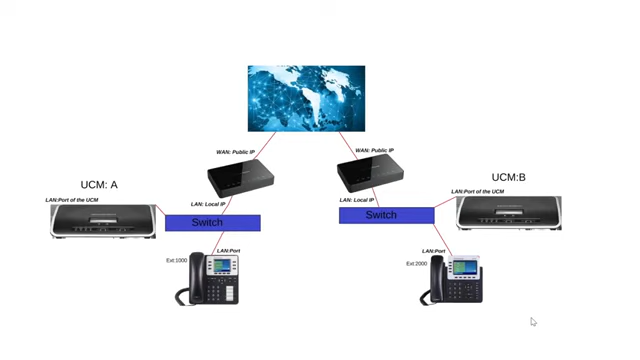 WAN: Public IP
WAN: Public IP
UCM: A
UCM:B
LAN:Port of the UCM
LAN: Local IP
LAN: Local IP
LAN:Port of the UCM
Switch
Switch
LAN:Port
LAN:Port
Ext:1000
Ext:2000